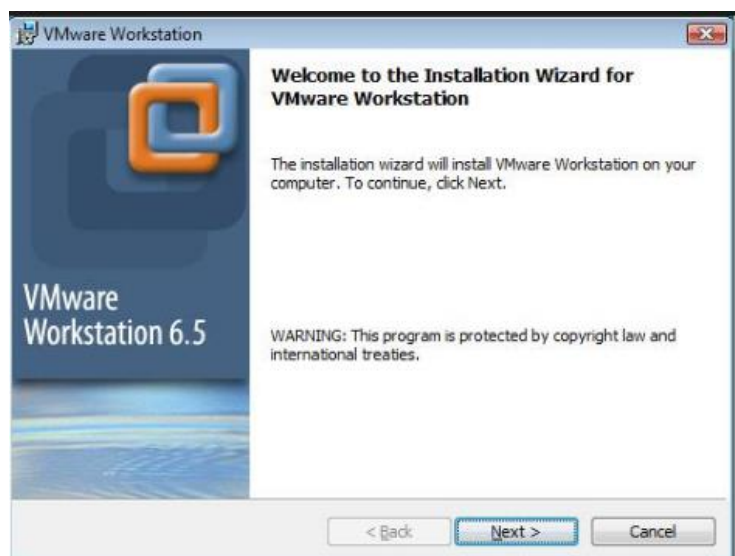 VMware Workstation
Welcome to the Installation Wizard for
VMware Workstation
The installation wizard will install VMware Workstation on your
computer. To continue, click Next.
VMware
Workstation 6.5
WARNING: This program is protected by copyright law and
international treaties.
< Back
Next >
Cancel